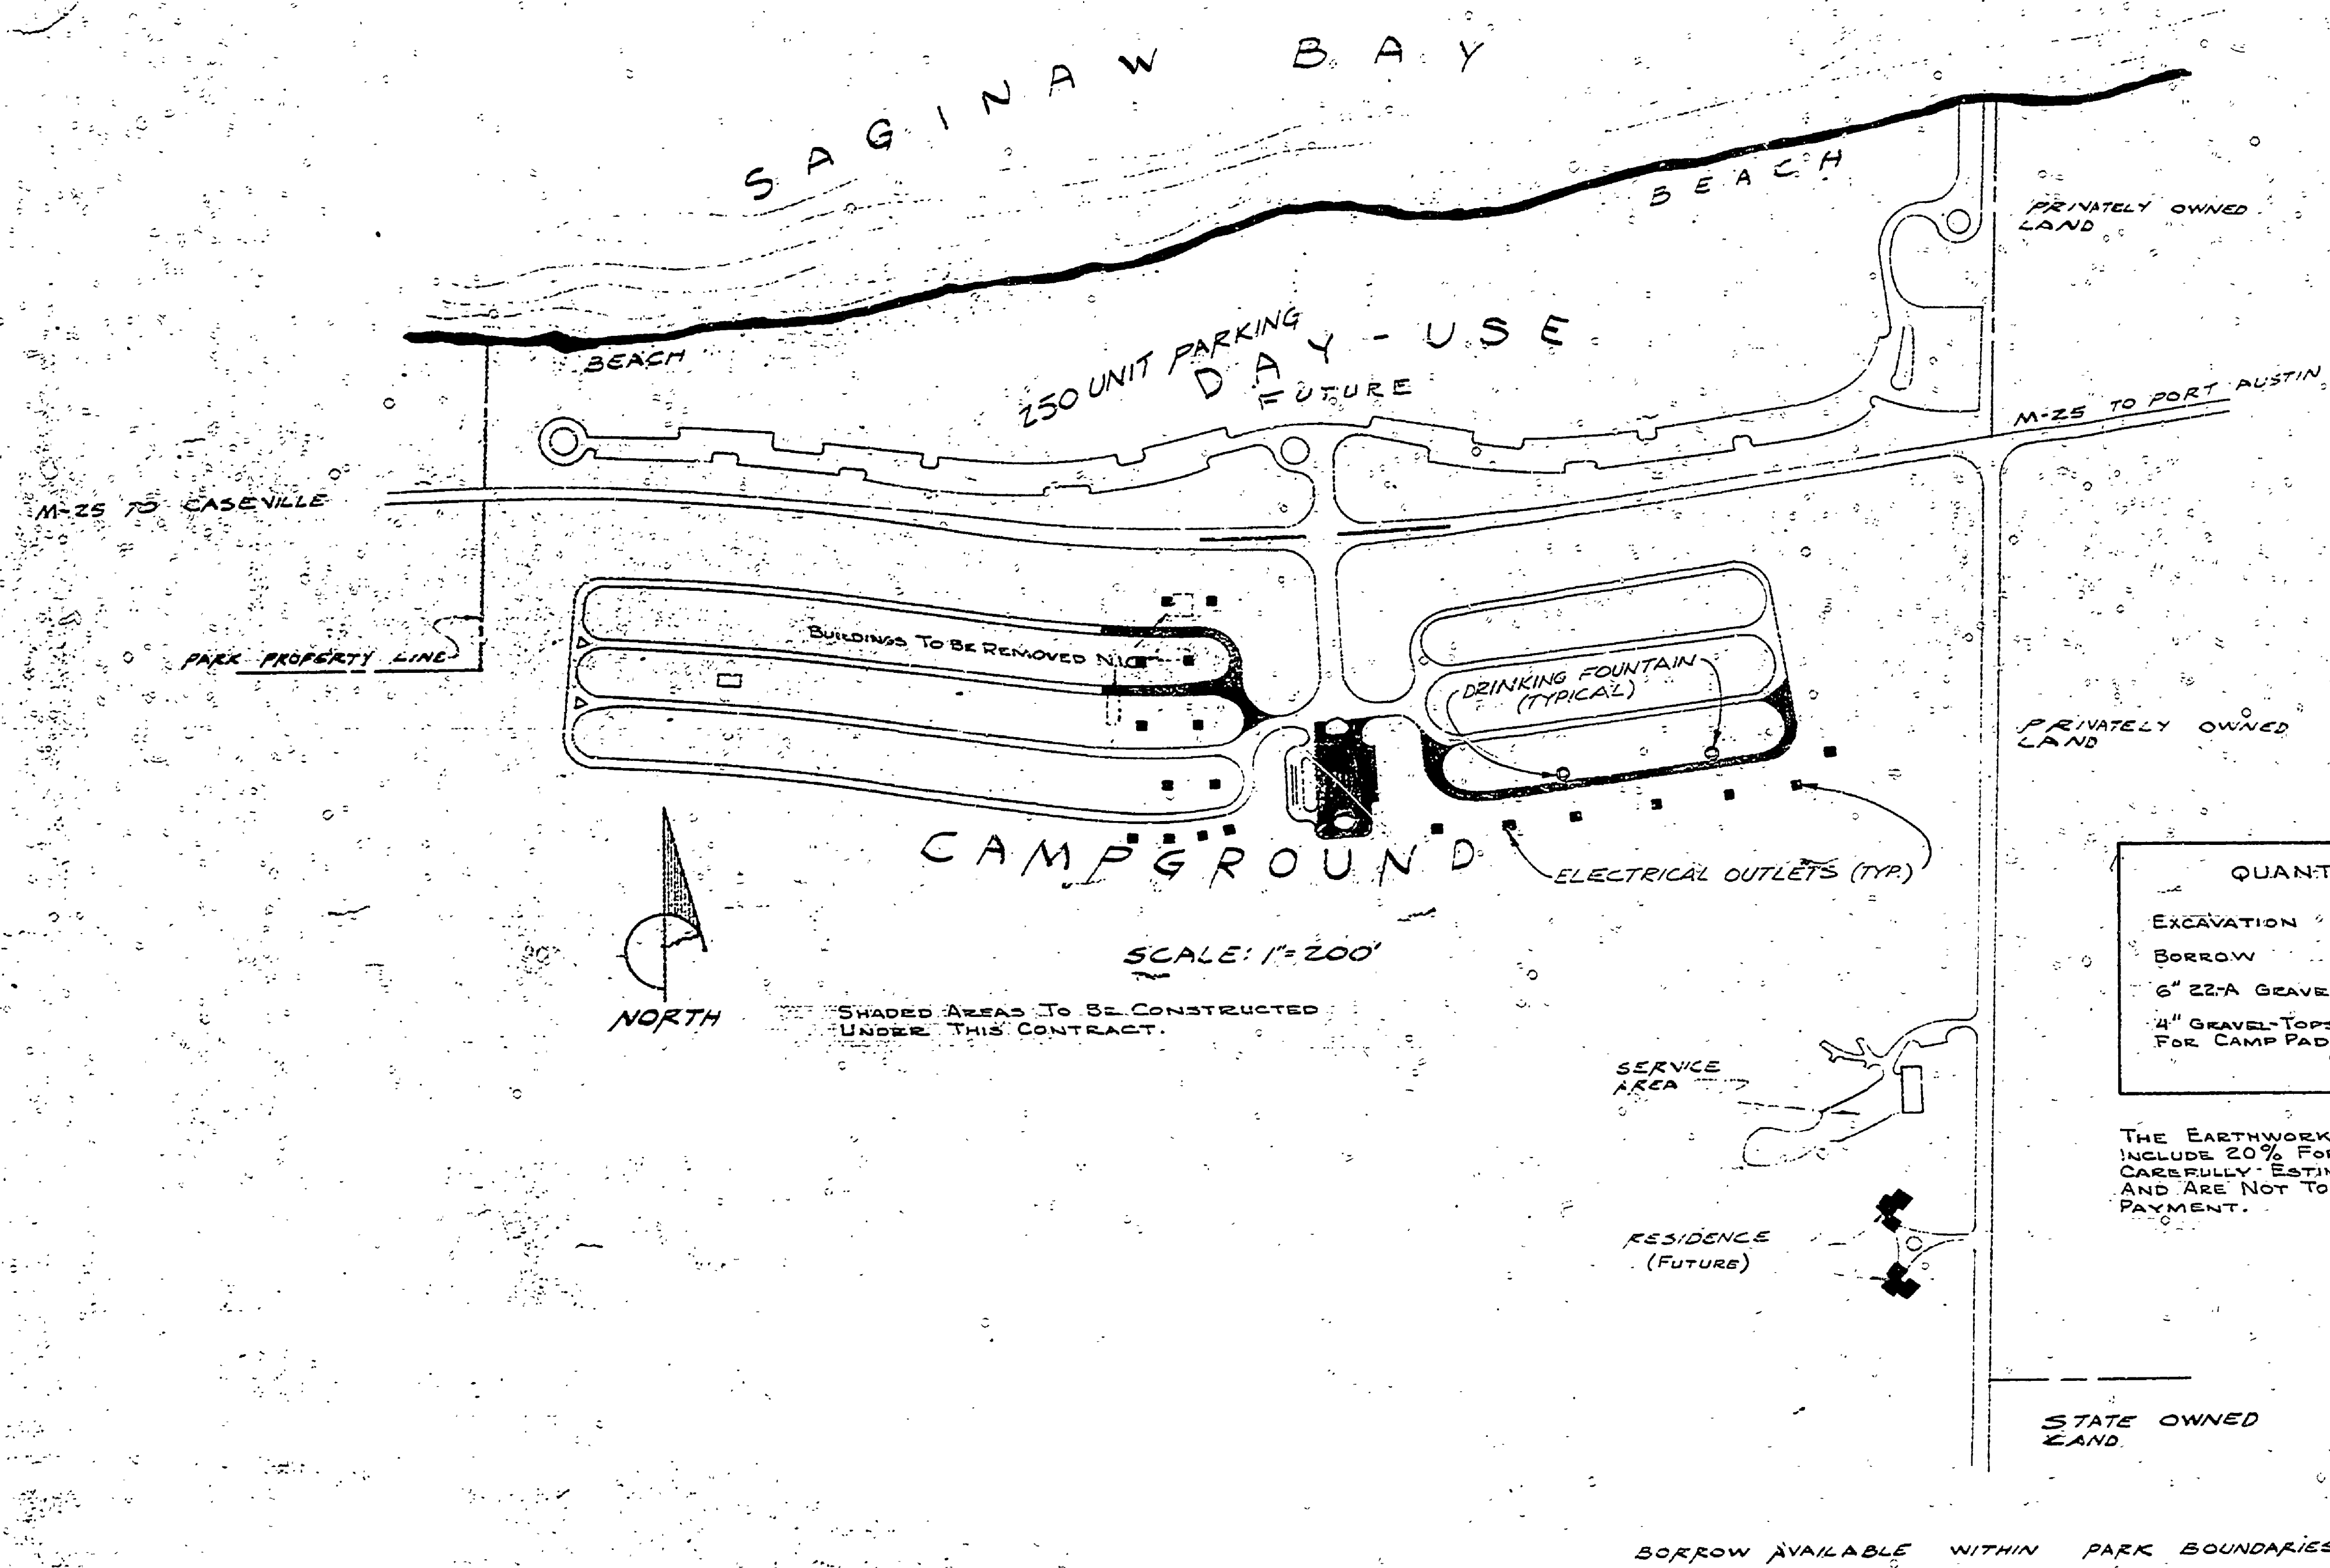 SAGINAW BAY
BEACH
PRIVATELY OWNED
LAND
BEACH
250 UNIT PARKING
DAY-USE
FUTURE
M-25 TO PORT AUSTIN
M-25 TO CASEVILLE
BUILDINGS TO BE REMOVED
PARK PROPERTY LINE
DRINKING FOUNTAIN
(TYPICAL)
PRIVATELY OWNED
LAND
CAMPGROUND
ELECTRICAL OUTLETS (TYP.)
QUANT
EXCAVATION
BORROW
6" 22-A GRAVE
4" GRAVEL-TOPS
FOR CAMP PAD
SCALE: 1"=200'
NORTH
SHADED AREAS TO BE CONSTRUCTED
UNDER THIS CONTRACT.
SERVICE
AREA
THE EARTHWORK
INCLUDE 20% FOR
CAREFULLY ESTIM
AND ARE NOT TO
PAYMENT.
RESIDENCE
(FUTURE)
STATE OWNED
LAND
BORROW AVAILABLE WITHIN PARK BOUNDARIES